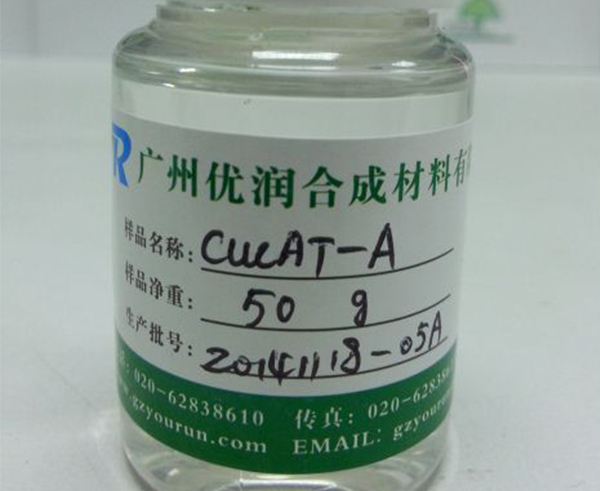 广州优润合成材料有
样品名称: CUCAT-A
样品净重: 50 g
生产批号: 20141118-05A
: 020-62838610 传真: 020-6283861
gzyourun.com EMAIL: gzyouru